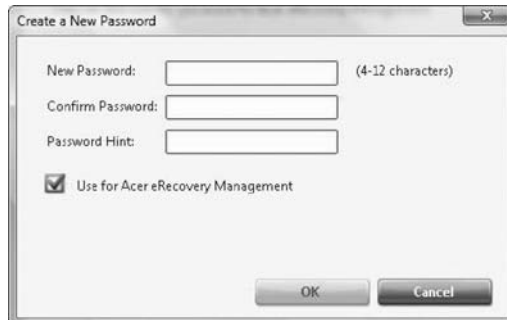 Create a New Password
New Password: (4-12 characters)
Confirm Password:
Password Hint:
Use for Acer eRecovery Management
OK Cancel